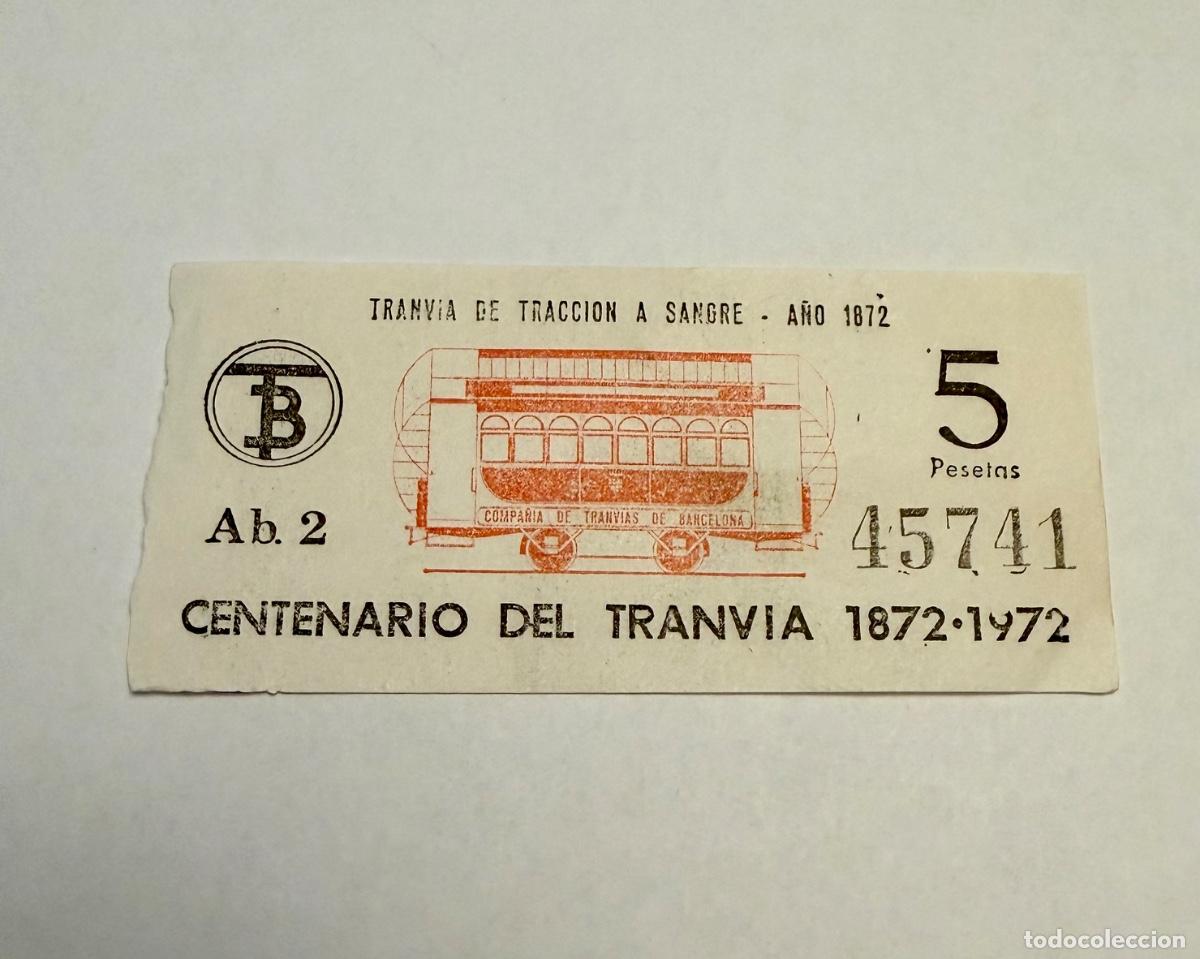 TRANVIA DE TRACCION A SANGRE - AÑO 1872
TB
5
Pesetas
Ab. 2
COMPAÑIA DE TRANVIAS DE BARCELONA
45741
CENTENARIO DEL TRANVIA 1872·1972
todocoleccion